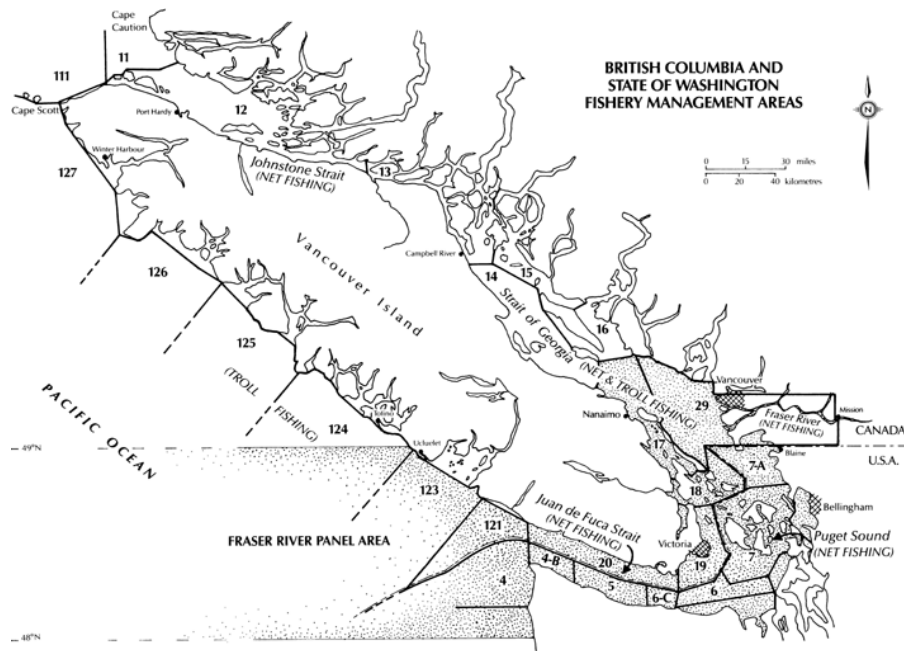 Cape
Caution
111
11
Cape Scott
12
Port Hardy
127
Winter Harbour
Johnstone Strait
(NET FISHING)
13
BRITISH COLUMBIA AND
STATE OF WASHINGTON
FISHERY MANAGEMENT AREAS
N
0 15 30 miles
0 20 40 kilometres
126
Vancouver Island
Campbell River
14
15
16
125
Strait of Georgia
(NET & TROLL FISHING)
(TROLL
FISHING)
PACIFIC OCEAN
124
Tofino
Ucluelet
Nanaimo
17
29
Vancouver
Fraser River
(NET FISHING)
Mission
CANADA
U.S.A.
49°N
Blaine
7-A
123
18
Bellingham
121
Juan de Fuca Strait
(NET FISHING)
Victoria
Puget Sound
(NET FISHING)
FRASER RIVER PANEL AREA
4-B
20
19
7
4
5
6-C
6
48°N